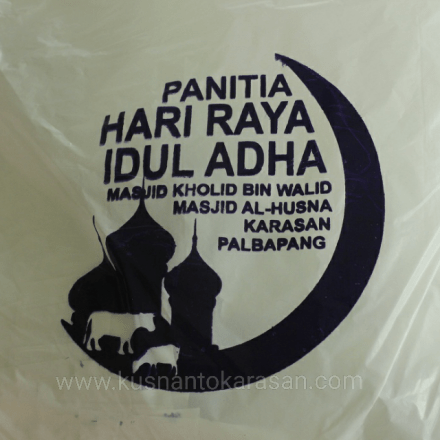 PANITIA
HARI RAYA
IDUL ADHA
MASJID KHOLID BIN WALID
MASJID AL-HUSNA
KARASAN
PALBAPANG
www.kusnantokarasan.com